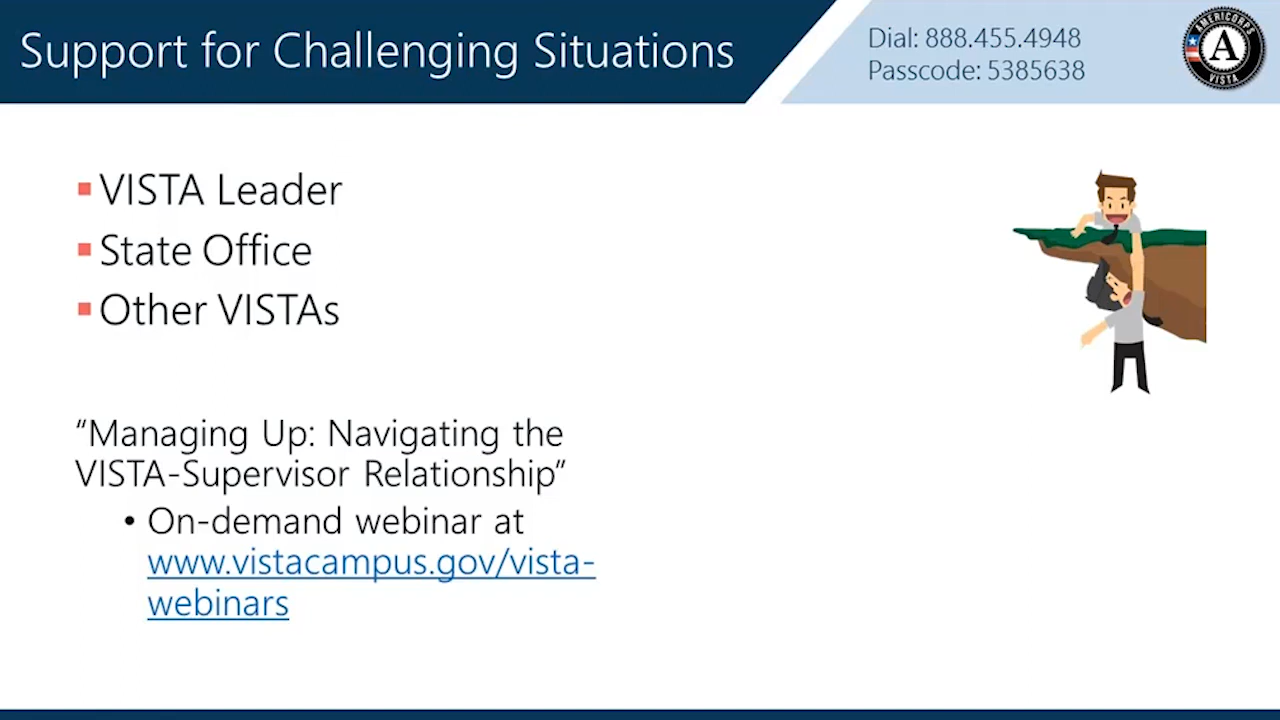 Support for Challenging Situations
Dial: 888.455.4948
Passcode: 5385638
AMERICORPS
A
VISTA
▪ VISTA Leader
▪ State Office
▪ Other VISTAs
“Managing Up: Navigating the
VISTA-Supervisor Relationship”
• On-demand webinar at
www.vistacampus.gov/vista-
webinars